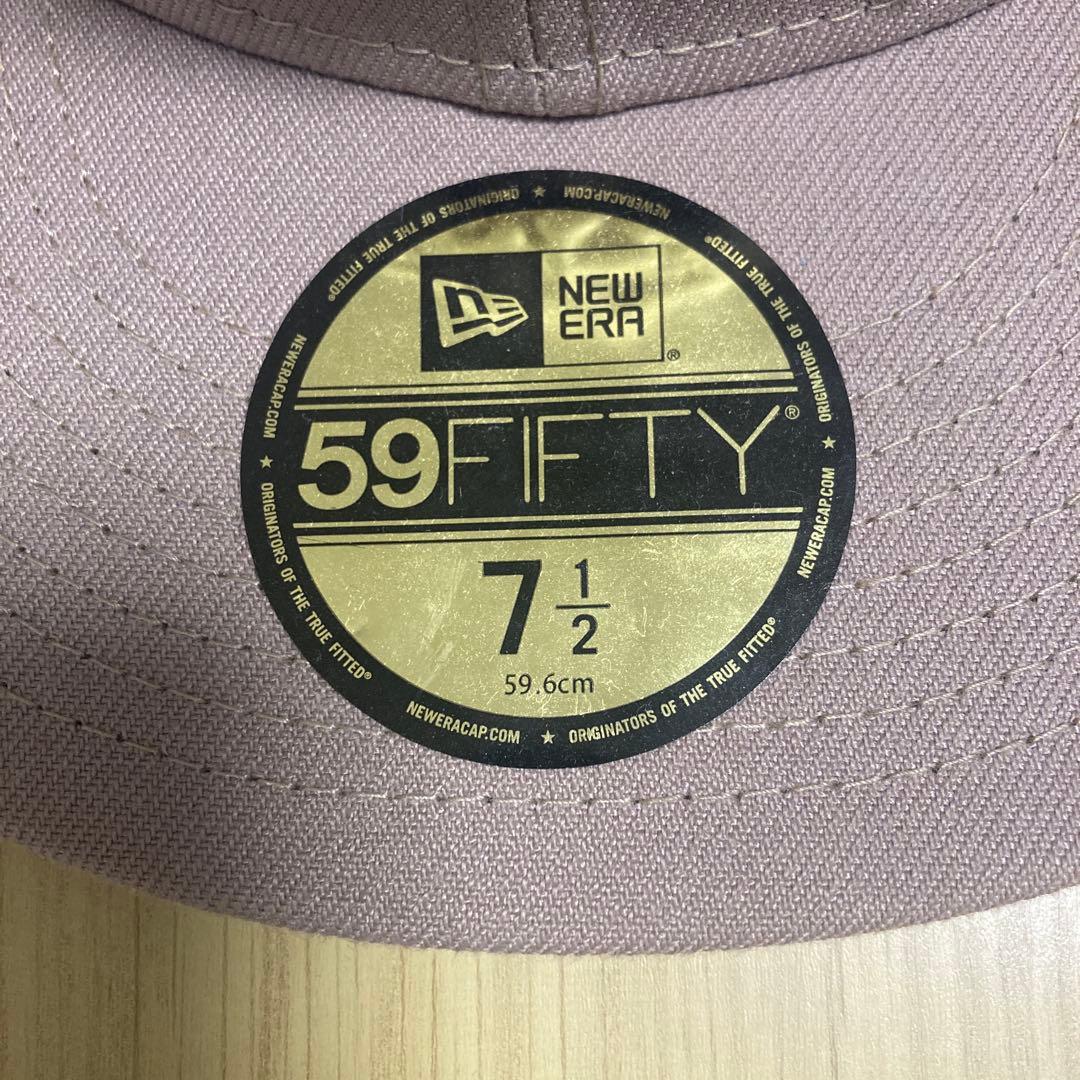 NEW
ERA®
59FIFTY®
7 1/2
59.6cm
NEWERACAP.COM ★ ORIGINATORS OF THE TRUE FITTED®
NEWERACAP.COM ★ ORIGINATORS OF THE TRUE FITTED®
NEWERACAP.COM ★ ORIGINATORS OF THE TRUE FITTED®
NEWERACAP.COM ★ ORIGINATORS OF THE TRUE FITTED®